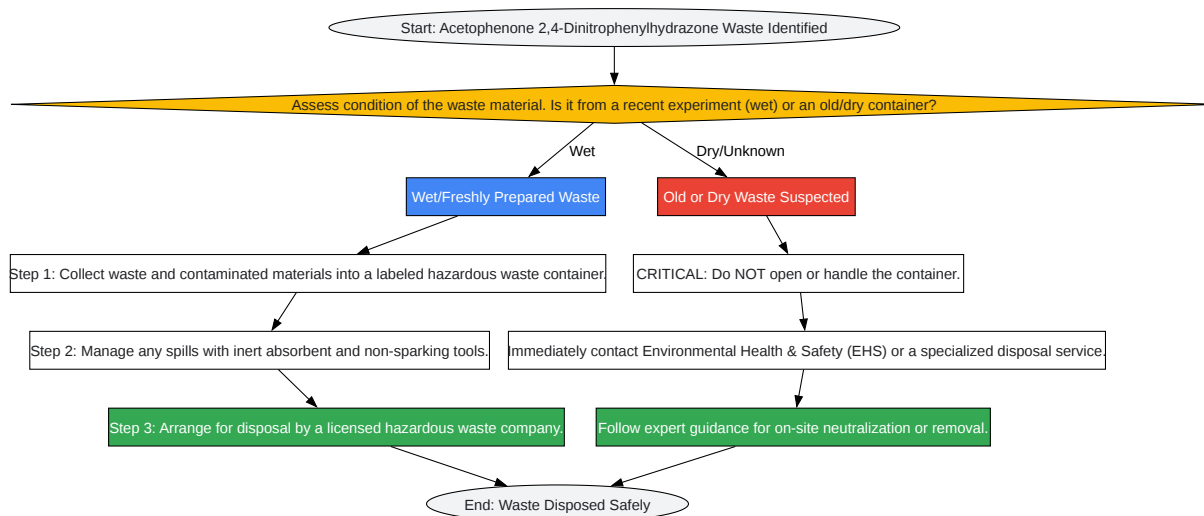 Start: Acetophenone 2,4-Dinitrophenylhydrazone Waste Identified
Assess condition of the waste material. Is it from a recent experiment (wet) or an old/dry container?
Wet
Dry/Unknown
Wet/Freshly Prepared Waste
Old or Dry Waste Suspected
Step 1: Collect waste and contaminated materials into a labeled hazardous waste container.
CRITICAL: Do NOT open or handle the container.
Step 2: Manage any spills with inert absorbent and non-sparking tools.
Immediately contact Environmental Health & Safety (EHS) or a specialized disposal service.
Step 3: Arrange for disposal by a licensed hazardous waste company.
Follow expert guidance for on-site neutralization or removal.
End: Waste Disposed Safely